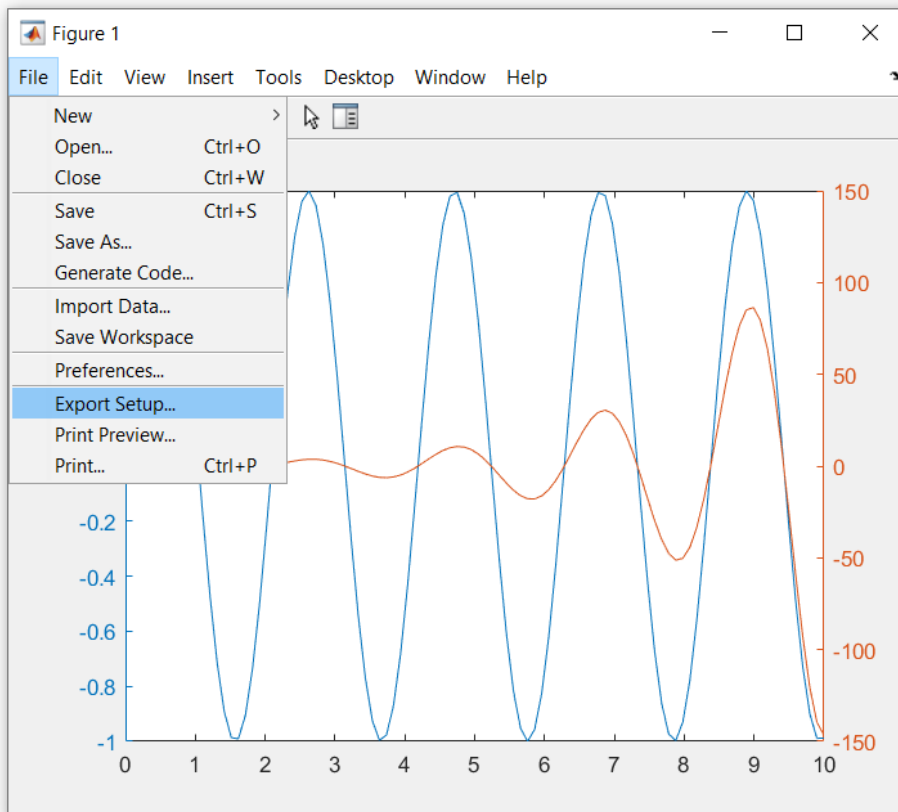 Figure 1
File Edit View Insert Tools Desktop Window Help
New
Open... Ctrl+O
Close Ctrl+W
Save Ctrl+S
Save As...
Generate Code...
Import Data...
Save Workspace
Preferences...
Export Setup...
Print Preview...
Print... Ctrl+P
150
100
50
0
-50
-100
-150
-0.2
-0.4
-0.6
-0.8
-1
0 1 2 3 4 5 6 7 8 9 10